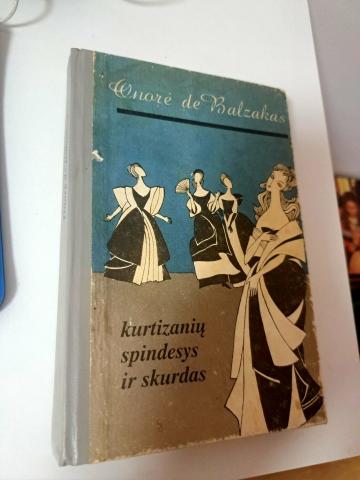 Onorė de Balzakas
kurtizanių
spindesys
ir skurdas